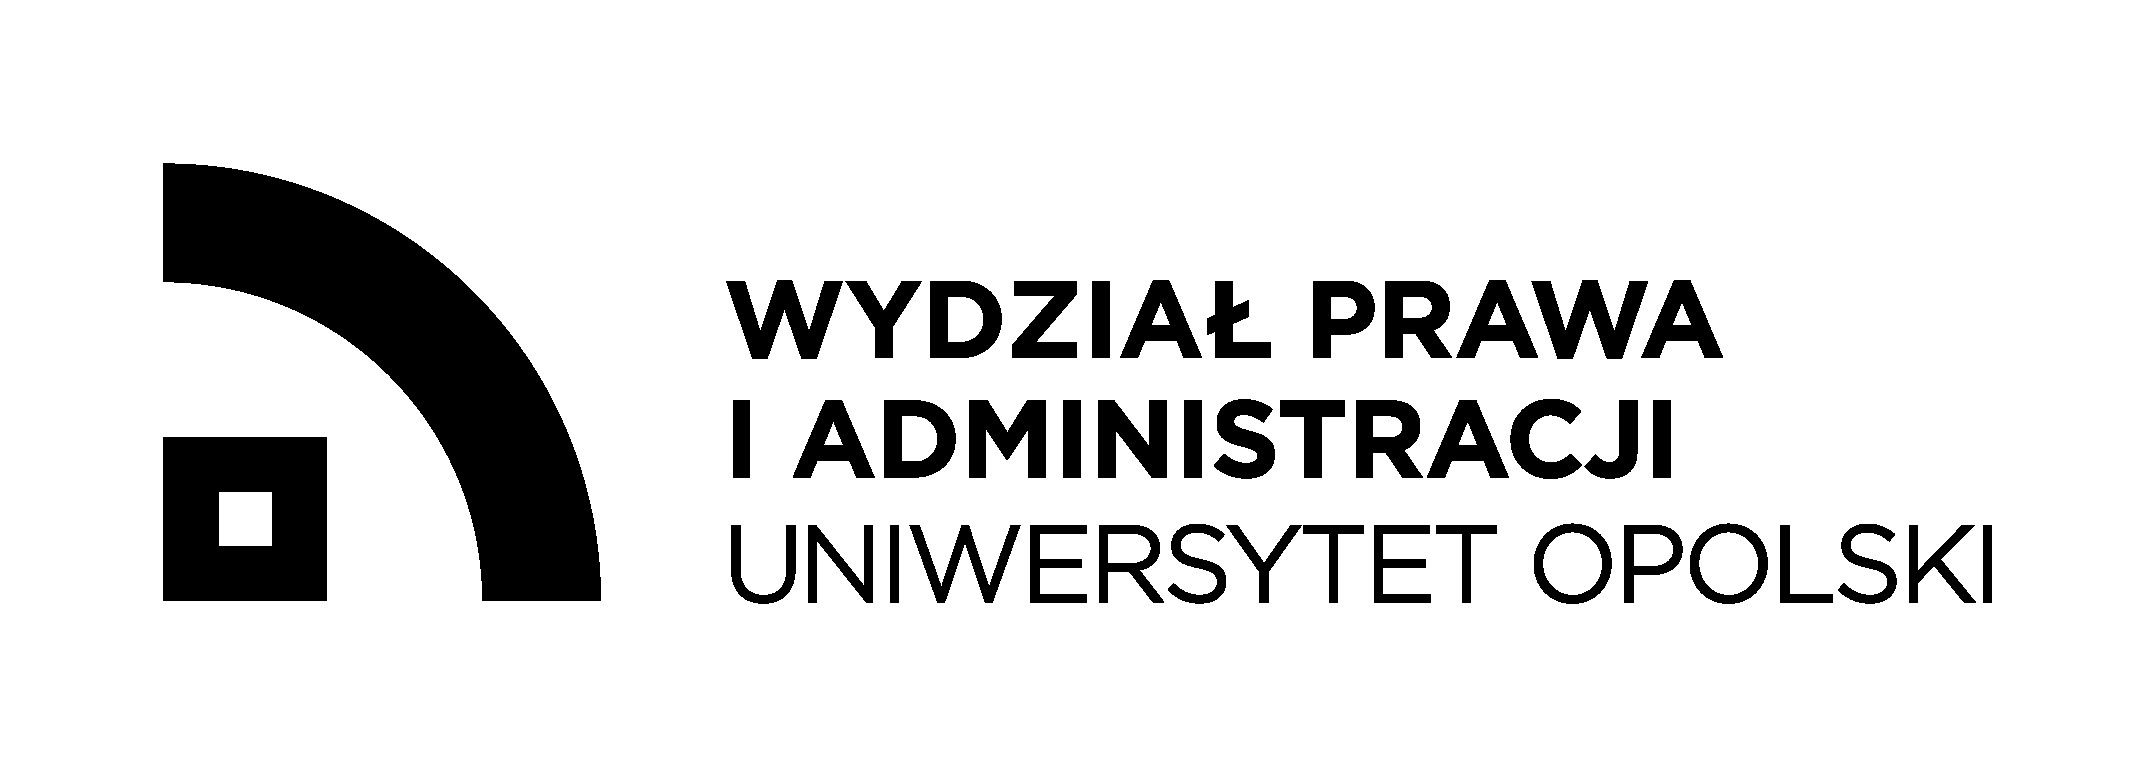 WYDZIAŁ PRAWA
I ADMINISTRACJI
UNIWERSYTET OPOLSKI